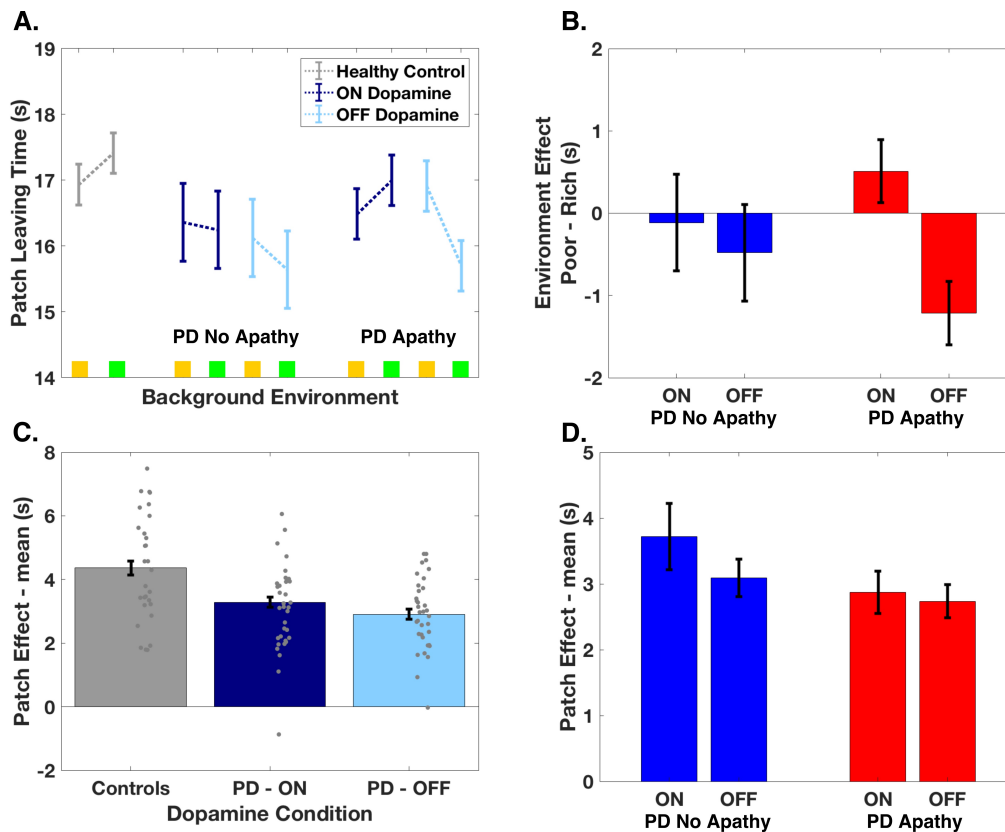 A.
19
18
17
16
15
14
Patch Leaving Time (s)
Healthy Control
ON Dopamine
OFF Dopamine
PD No Apathy
PD Apathy
Background Environment
B.
2
1
0
-1
-2
Environment Effect
Poor - Rich (s)
ON OFF ON OFF
PD No Apathy PD Apathy
C.
8
6
4
2
0
-2
Patch Effect - mean (s)
Controls PD - ON PD - OFF
Dopamine Condition
D.
5
4
3
2
1
0
Patch Effect - mean (s)
ON OFF ON OFF
PD No Apathy PD Apathy